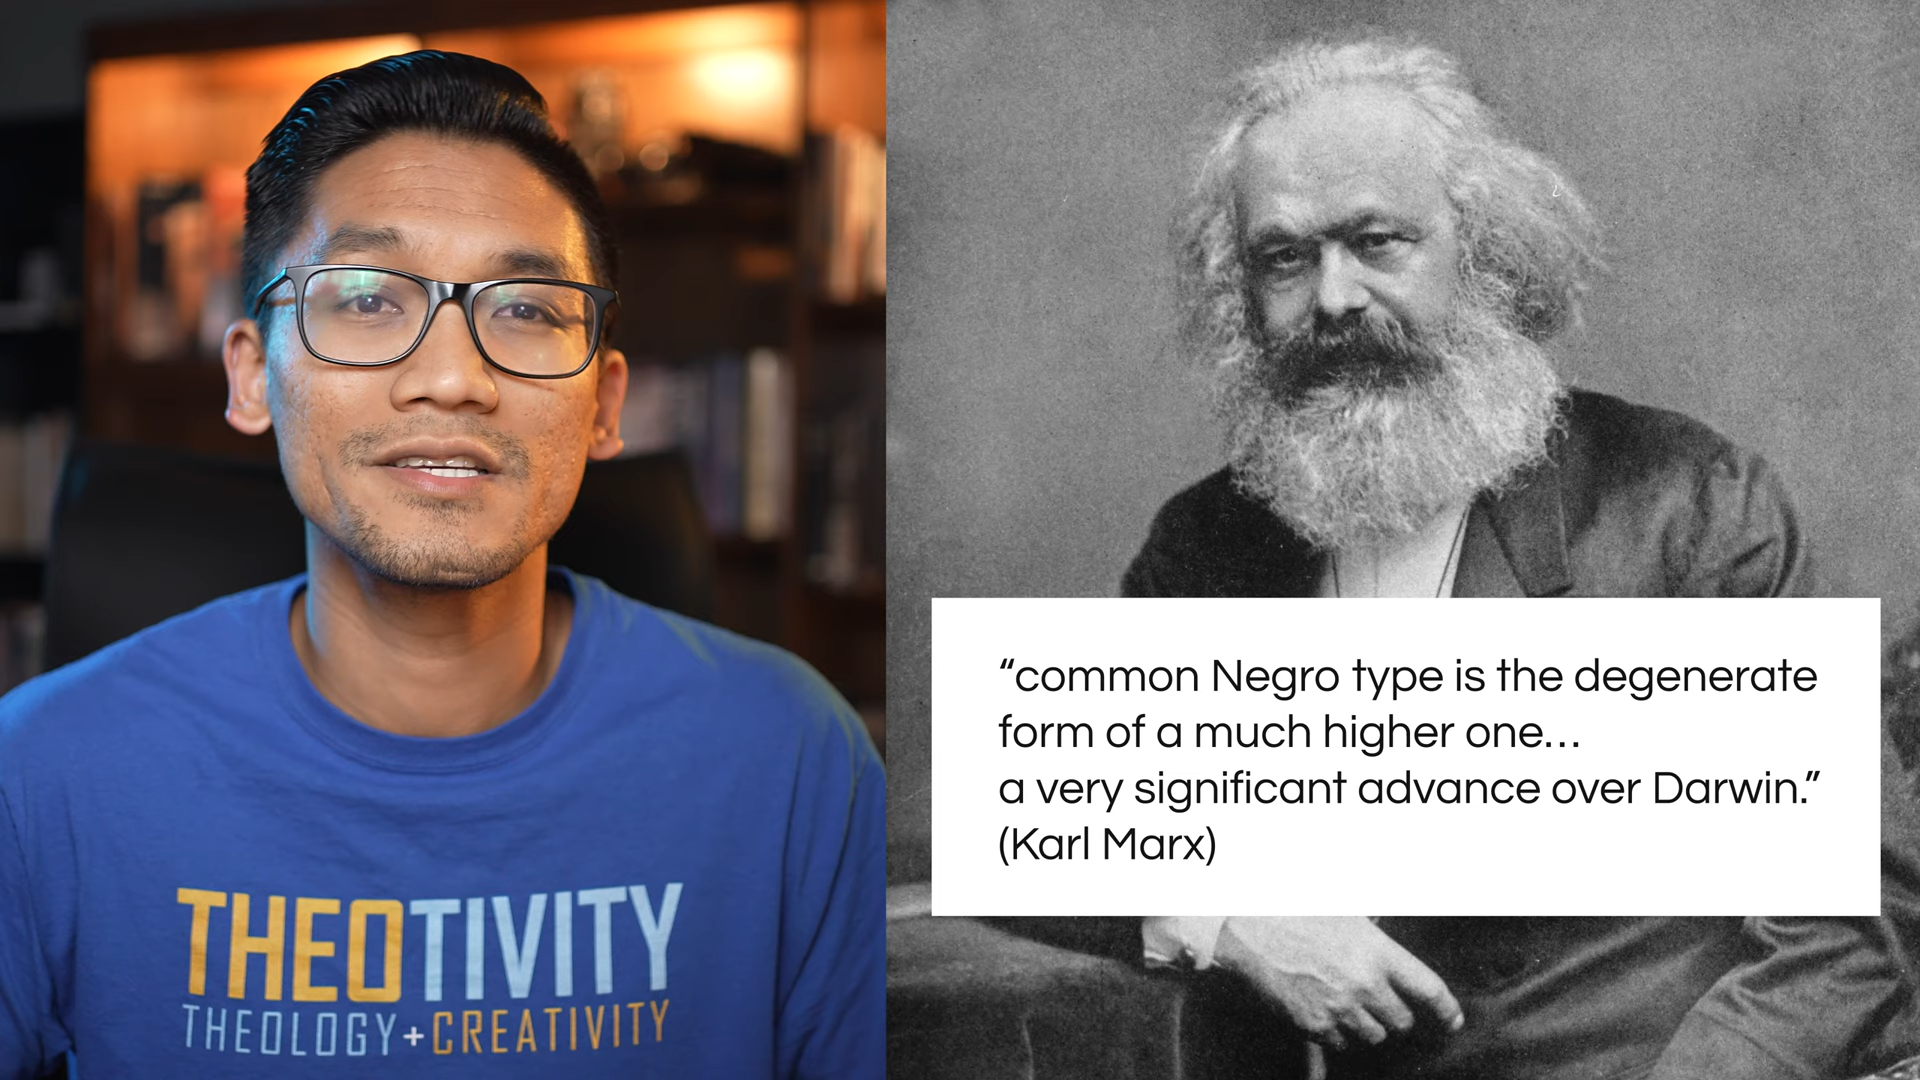 THEOTIVITY
THEOLOGY+CREATIVITY
“common Negro type is the degenerate
form of a much higher one...
a very significant advance over Darwin.”
(Karl Marx)